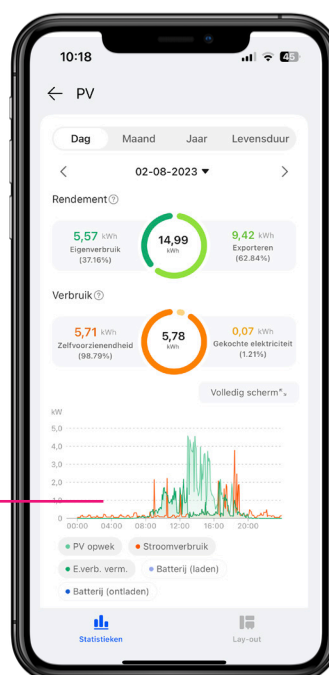 10:18
45
← PV
Dag Maand Jaar Levensduur
< 02-08-2023 ▼ >
Rendement ?
5,57 kWh
Eigenverbruik
(37.16%)
14,99
kWh
9,42 kWh
Exporteren
(62.84%)
Verbruik ?
5,71 kWh
Zelfvoorzienendheid
(98.79%)
5,78
kWh
0,07 kWh
Gekochte elektriciteit
(1.21%)
Volledig scherm
kW
5,0
4,0
3,0
2,0
1,0
0
00:00 04:00 08:00 12:00 16:00 20:00
PV opwek Stroomverbruik
E.verb. verm. Batterij (laden)
Batterij (ontladen)
Statistieken Lay-out